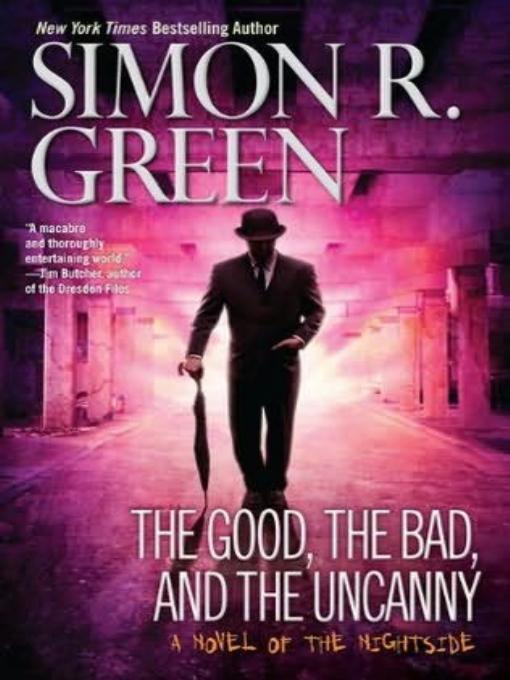 New York Times Bestselling Author
SIMON R.
GREEN
"A macabre
and thoroughly
entertaining world."
—Jim Butcher, author
of the Dresden Files
THE GOOD, THE BAD,
AND THE UNCANNY
A NOVEL OF THE NIGHTSIDE